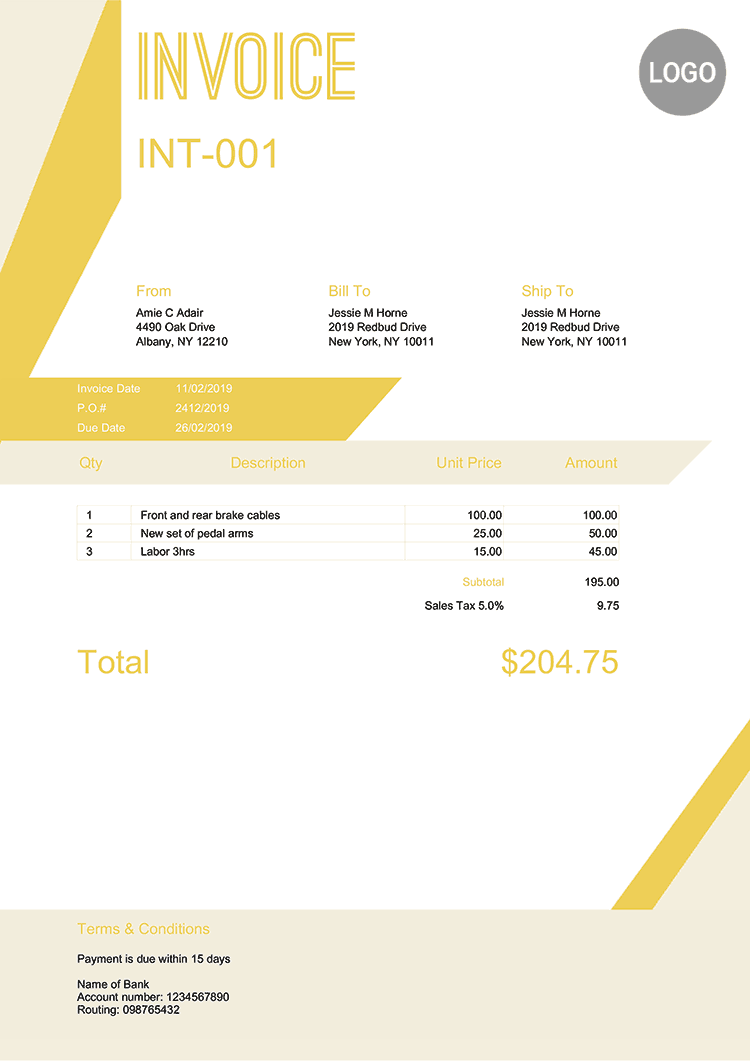 INVOICE
LOGO
INT-001
From Bill To Ship To
Amie C Adair Jessie M Horne Jessie M Horne
4490 Oak Drive 2019 Redbud Drive 2019 Redbud Drive
Albany, NY 12210 New York, NY 10011 New York, NY 10011
Invoice Date 11/02/2019
P.O.# 2412/2019
Due Date 26/02/2019
Qty Description Unit Price Amount
1 Front and rear brake cables 100.00 100.00
2 New set of pedal arms 25.00 50.00
3 Labor 3hrs 15.00 45.00
Subtotal 195.00
Sales Tax 5.0% 9.75
Total $204.75
Terms & Conditions
Payment is due within 15 days
Name of Bank
Account number: 1234567890
Routing: 098765432